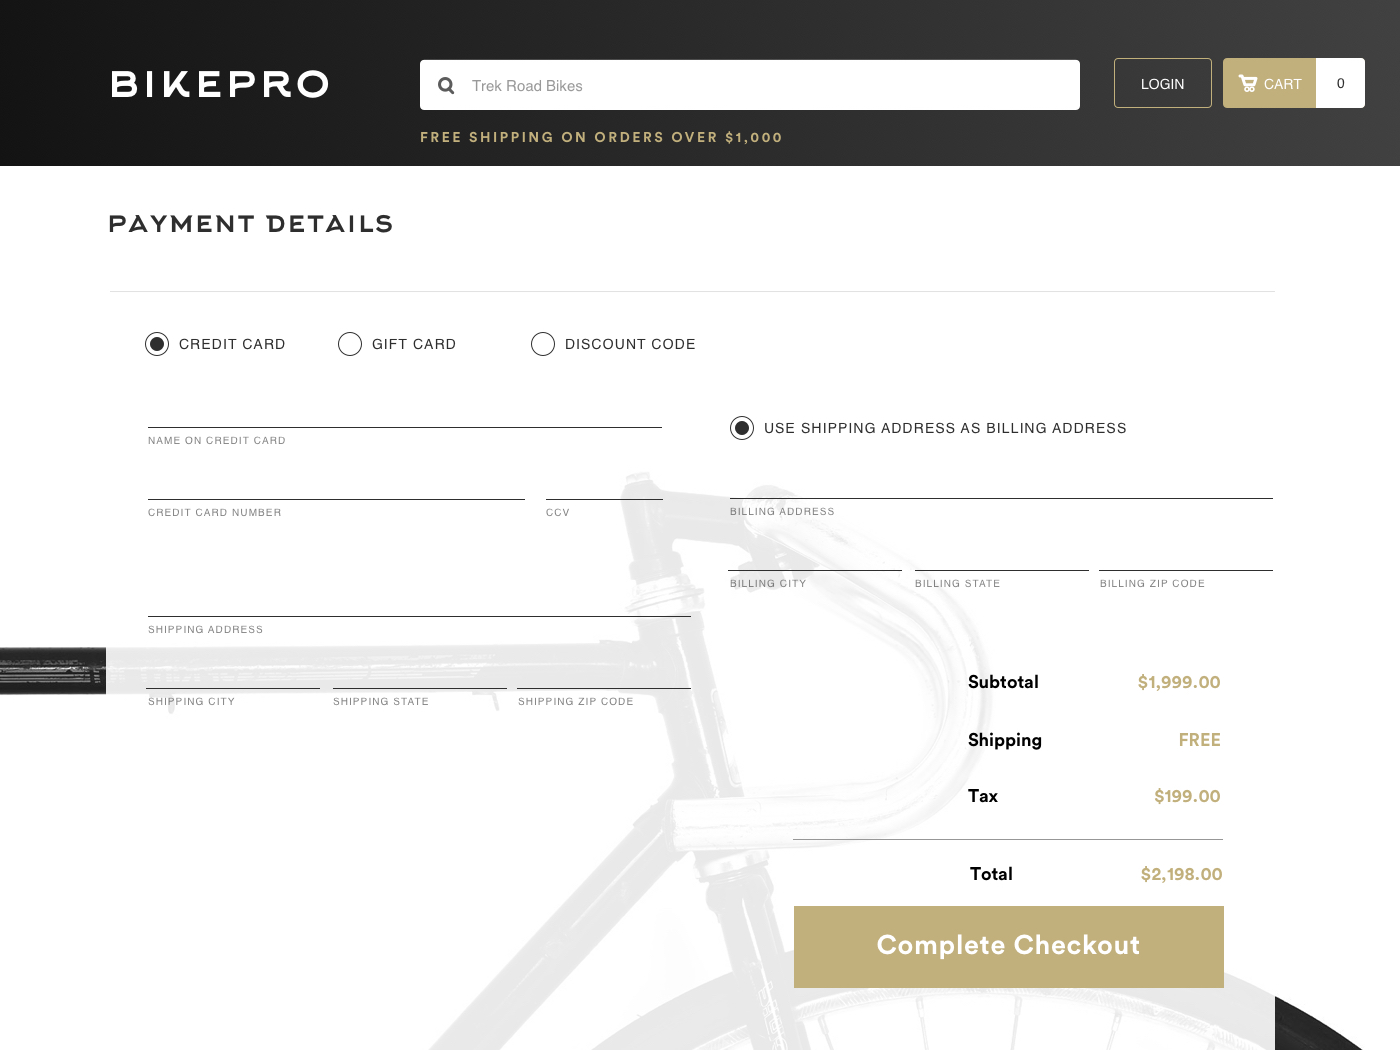 BIKEPRO
Trek Road Bikes
LOGIN
CART
0
FREE SHIPPING ON ORDERS OVER $1,000
PAYMENT DETAILS
CREDIT CARD
GIFT CARD
DISCOUNT CODE
NAME ON CREDIT CARD
CREDIT CARD NUMBER
CCV
SHIPPING ADDRESS
SHIPPING CITY
SHIPPING STATE
SHIPPING ZIP CODE
USE SHIPPING ADDRESS AS BILLING ADDRESS
BILLING ADDRESS
BILLING CITY
BILLING STATE
BILLING ZIP CODE
Subtotal $1,999.00
Shipping FREE
Tax $199.00
Total $2,198.00
Complete Checkout